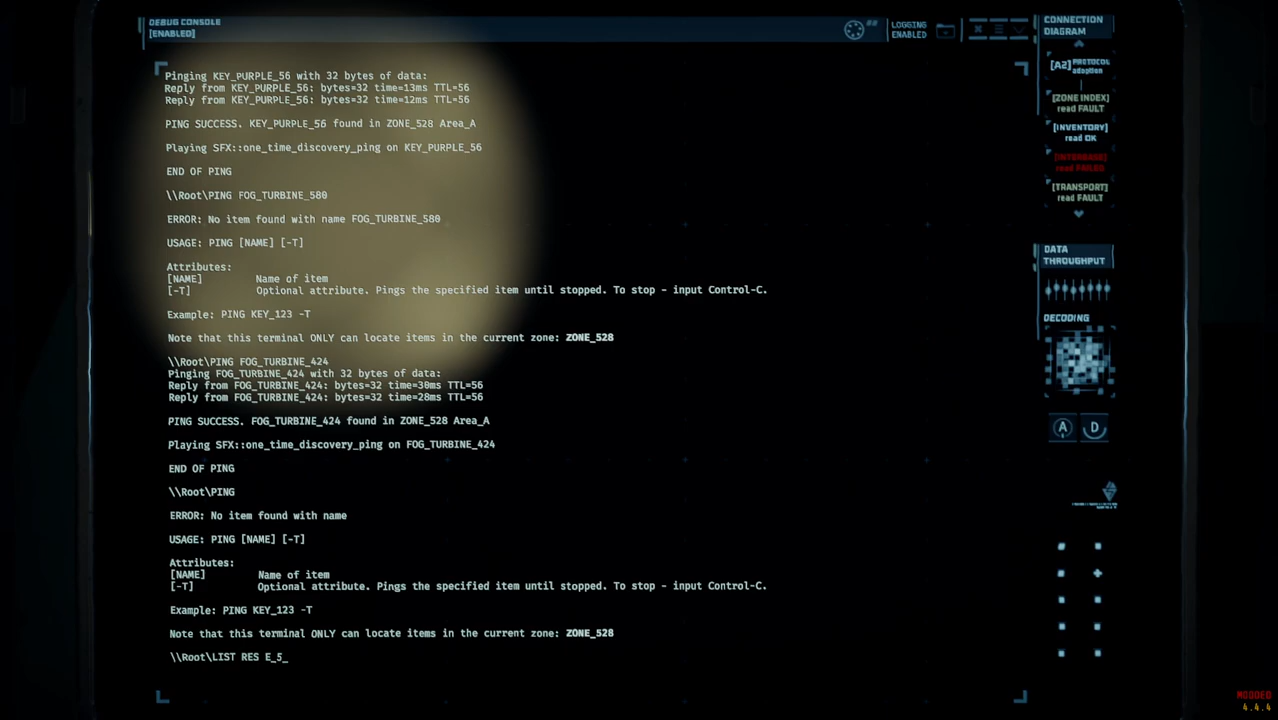 DEBUG CONSOLE
[ENABLED]
LOGGING
ENABLED
Pinging KEY_PURPLE_56 with 32 bytes of data:
Reply from KEY_PURPLE_56: bytes=32 time=13ms TTL=56
Reply from KEY_PURPLE_56: bytes=32 time=12ms TTL=56
PING SUCCESS. KEY_PURPLE_56 found in ZONE_528 Area_A
Playing SFX::one_time_discovery_ping on KEY_PURPLE_56
END OF PING
\\Root\PING FOG_TURBINE_580
ERROR: No item found with name FOG_TURBINE_580
USAGE: PING [NAME] [-T]
Attributes:
[NAME] Name of item
[-T] Optional attribute. Pings the specified item until stopped. To stop - input Control-C.
Example: PING KEY_123 -T
Note that this terminal ONLY can locate items in the current zone: ZONE_528
\\Root\PING FOG_TURBINE_424
Pinging FOG_TURBINE_424 with 32 bytes of data:
Reply from FOG_TURBINE_424: bytes=32 time=30ms TTL=56
Reply from FOG_TURBINE_424: bytes=32 time=28ms TTL=56
PING SUCCESS. FOG_TURBINE_424 found in ZONE_528 Area_A
Playing SFX::one_time_discovery_ping on FOG_TURBINE_424
END OF PING
\\Root\PING
ERROR: No item found with name
USAGE: PING [NAME] [-T]
Attributes:
[NAME] Name of item
[-T] Optional attribute. Pings the specified item until stopped. To stop - input Control-C.
Example: PING KEY_123 -T
Note that this terminal ONLY can locate items in the current zone: ZONE_528
\\Root\LIST RES E_5_
CONNECTION
DIAGRAM
[A2] PROTOCOL
adaption
[ZONE INDEX]
read FAULT
[INVENTORY]
read OK
read FAILED
[TRANSPORT]
read FAULT
DATA
THROUGHPUT
DECODING
A D
MODDED
4.4.4